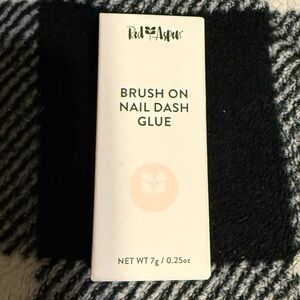 Red Aspen
BRUSH ON
NAIL DASH
GLUE
NET WT 7g / 0.25oz